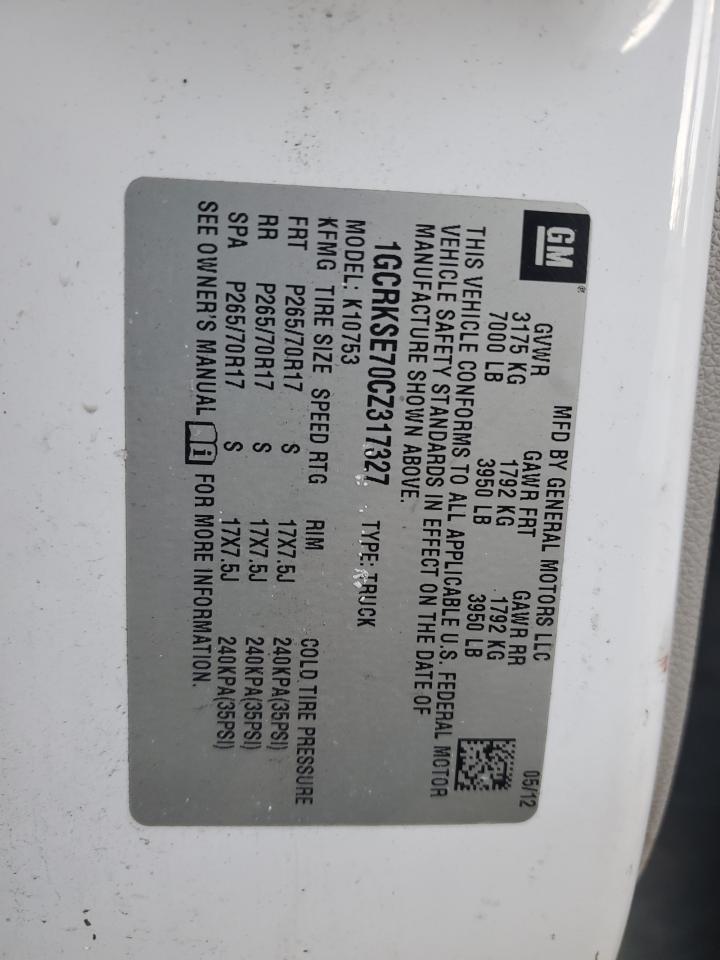 GM
MFD BY GENERAL MOTORS LLC 05/12
GVWR GAWR FRT GAWR RR
3175 KG 1792 KG 1792 KG
7000 LB 3950 LB 3950 LB
THIS VEHICLE CONFORMS TO ALL APPLICABLE U.S. FEDERAL MOTOR
VEHICLE SAFETY STANDARDS IN EFFECT ON THE DATE OF
MANUFACTURE SHOWN ABOVE.
1GCRKSE70CZ317327 TYPE: TRUCK
MODEL: K10753
KFMG TIRE SIZE SPEED RTG RIM COLD TIRE PRESSURE
FRT P265/70R17 S 17X7.5J 240KPA(35PSI)
RR P265/70R17 S 17X7.5J 240KPA(35PSI)
SPA P265/70R17 S 17X7.5J 240KPA(35PSI)
SEE OWNER'S MANUAL i FOR MORE INFORMATION.